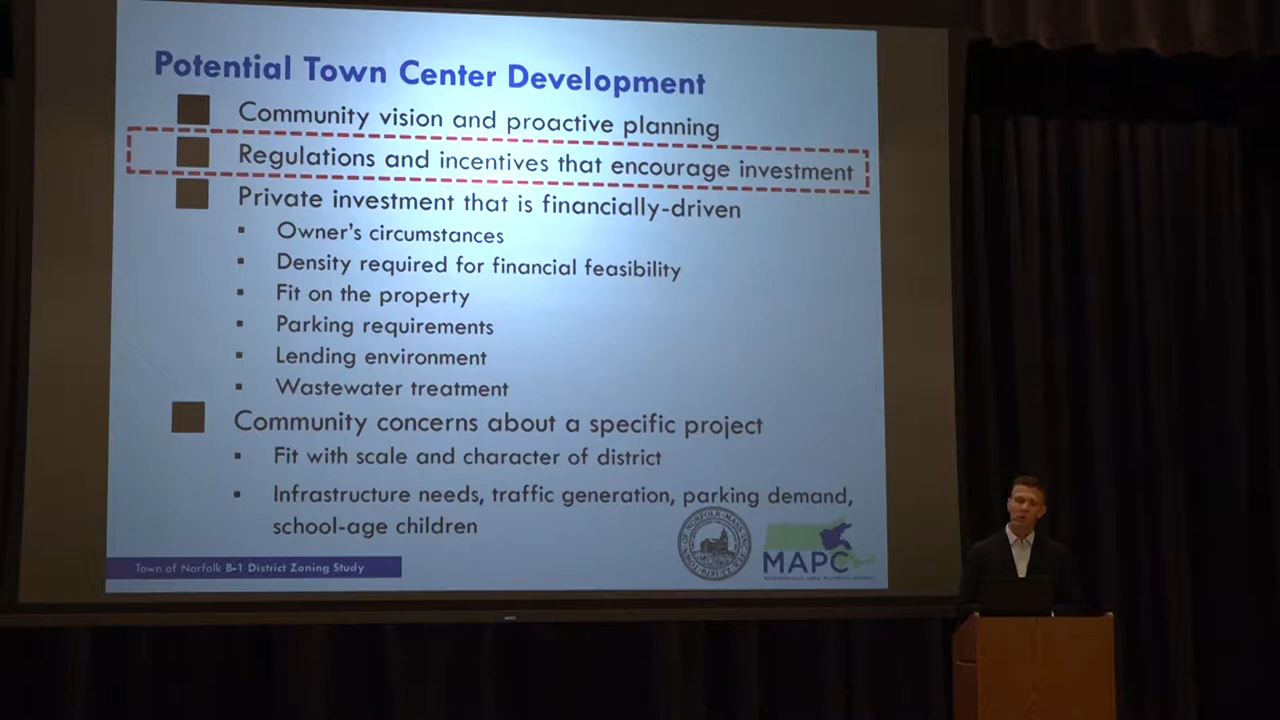 Potential Town Center Development
Community vision and proactive planning
Regulations and incentives that encourage investment
Private investment that is financially-driven
Owner's circumstances
Density required for financial feasibility
Fit on the property
Parking requirements
Lending environment
Wastewater treatment
Community concerns about a specific project
Fit with scale and character of district
Infrastructure needs, traffic generation, parking demand,
school-age children
Town of Norfolk B-1 District Zoning Study
MAPC